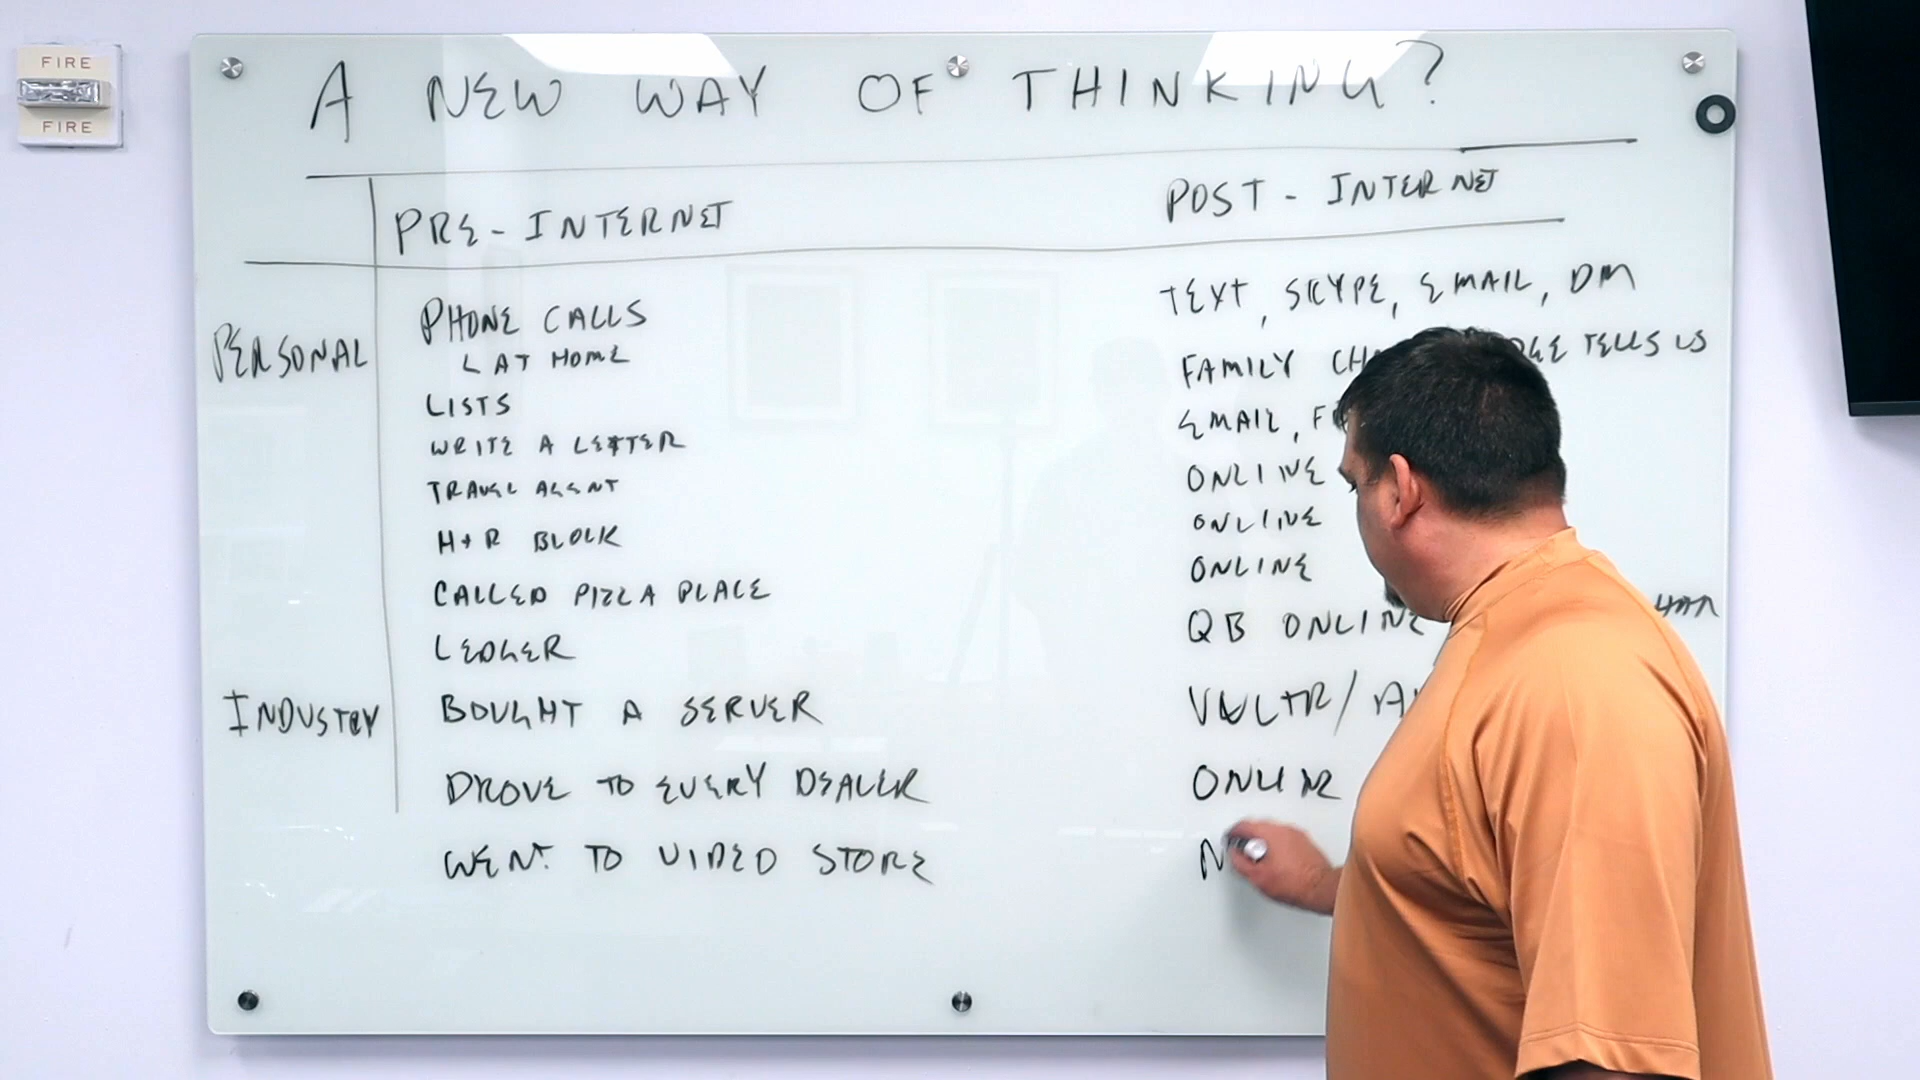 FIRE
FIRE
A NEW WAY OF THINKING?
PRE-INTERNET POST-INTERNET
PERSONAL
PHONE CALLS TEXT, SKYPE, EMAIL, DM
L AT HOME FAMILY TELLS US
LISTS EMAIL,
WRITE A LETTER ONLINE
TRAVEL AGENT ONLINE
H+R BLOCK ONLINE
CALLED PIZZA PLACE QB ONLINE
LEDGER
INDUSTRY
BOUGHT A SERVER VULTR/
DROVE TO EVERY DEALER ONLINE
WENT TO VIDEO STORE N